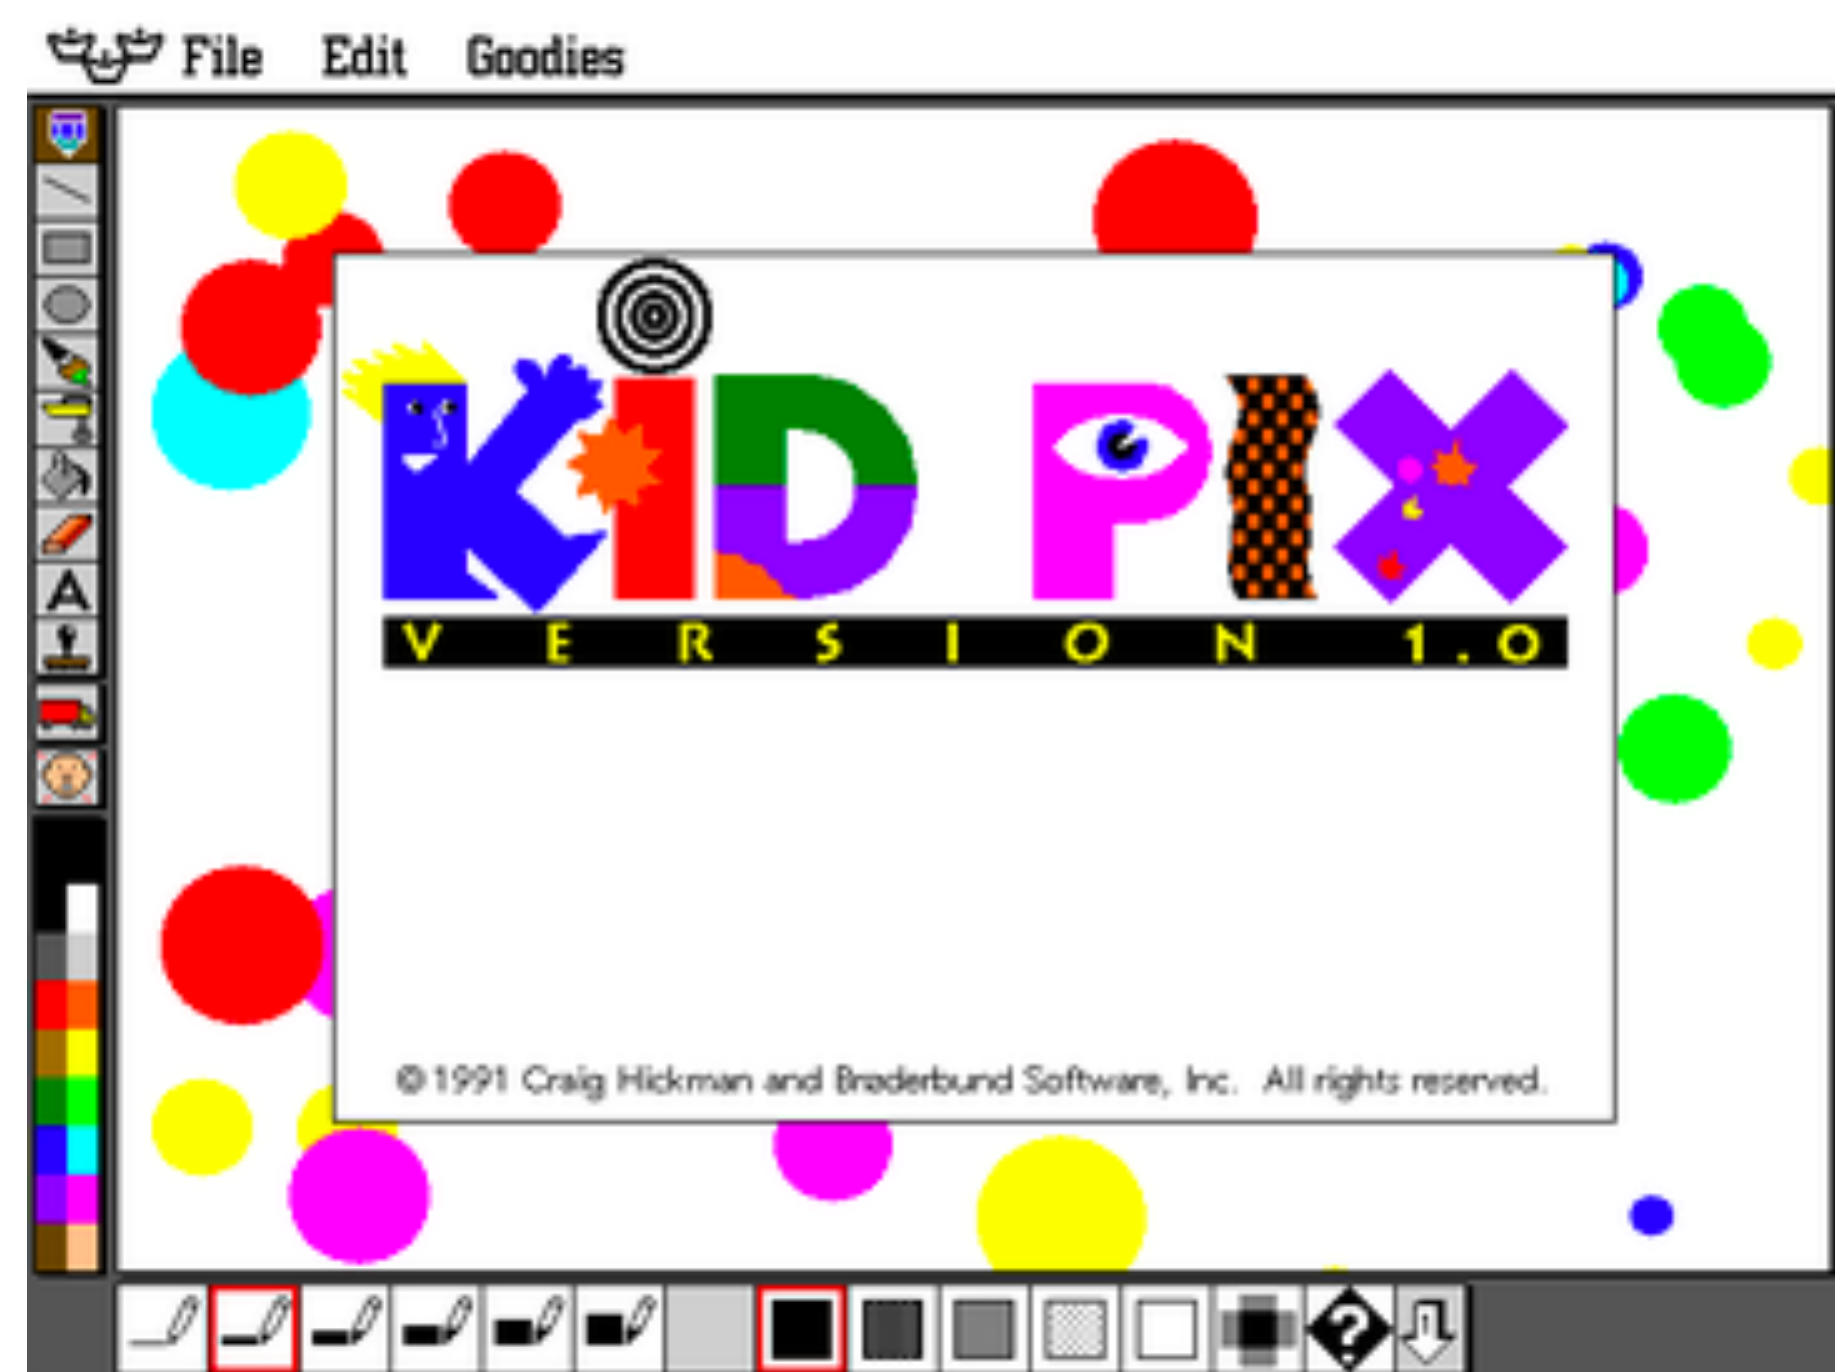 File Edit Goodies
KID PIX
VERSION 1.0
©1991 Craig Hickman and Brøderbund Software, Inc. All rights reserved.